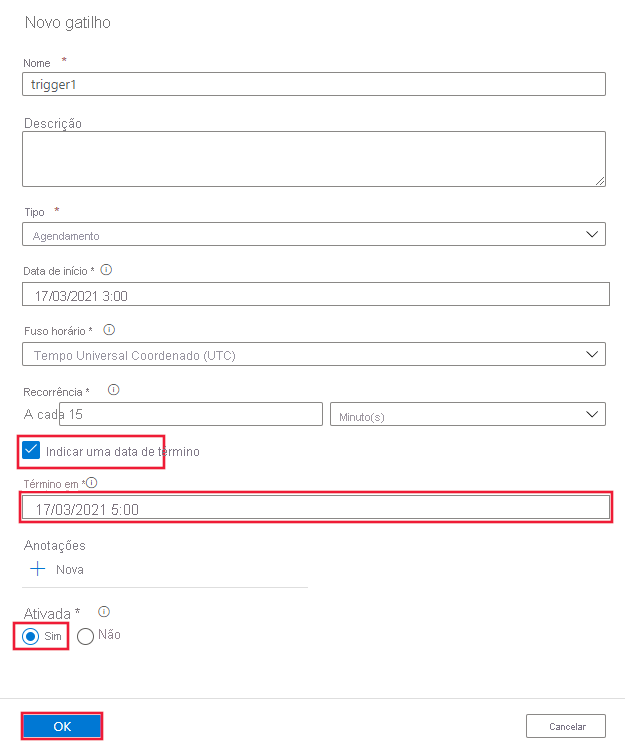 Novo gatilho
Nome *
trigger1
Descrição
Tipo *
Agendamento
Data de início *
17/03/2021 3:00
Fuso horário *
Tempo Universal Coordenado (UTC)
Recorrência *
A cada 15 Minuto(s)
Indicar uma data de término
Término em *
17/03/2021 5:00
Anotações
Nova
Ativada *
Sim Não
OK Cancelar